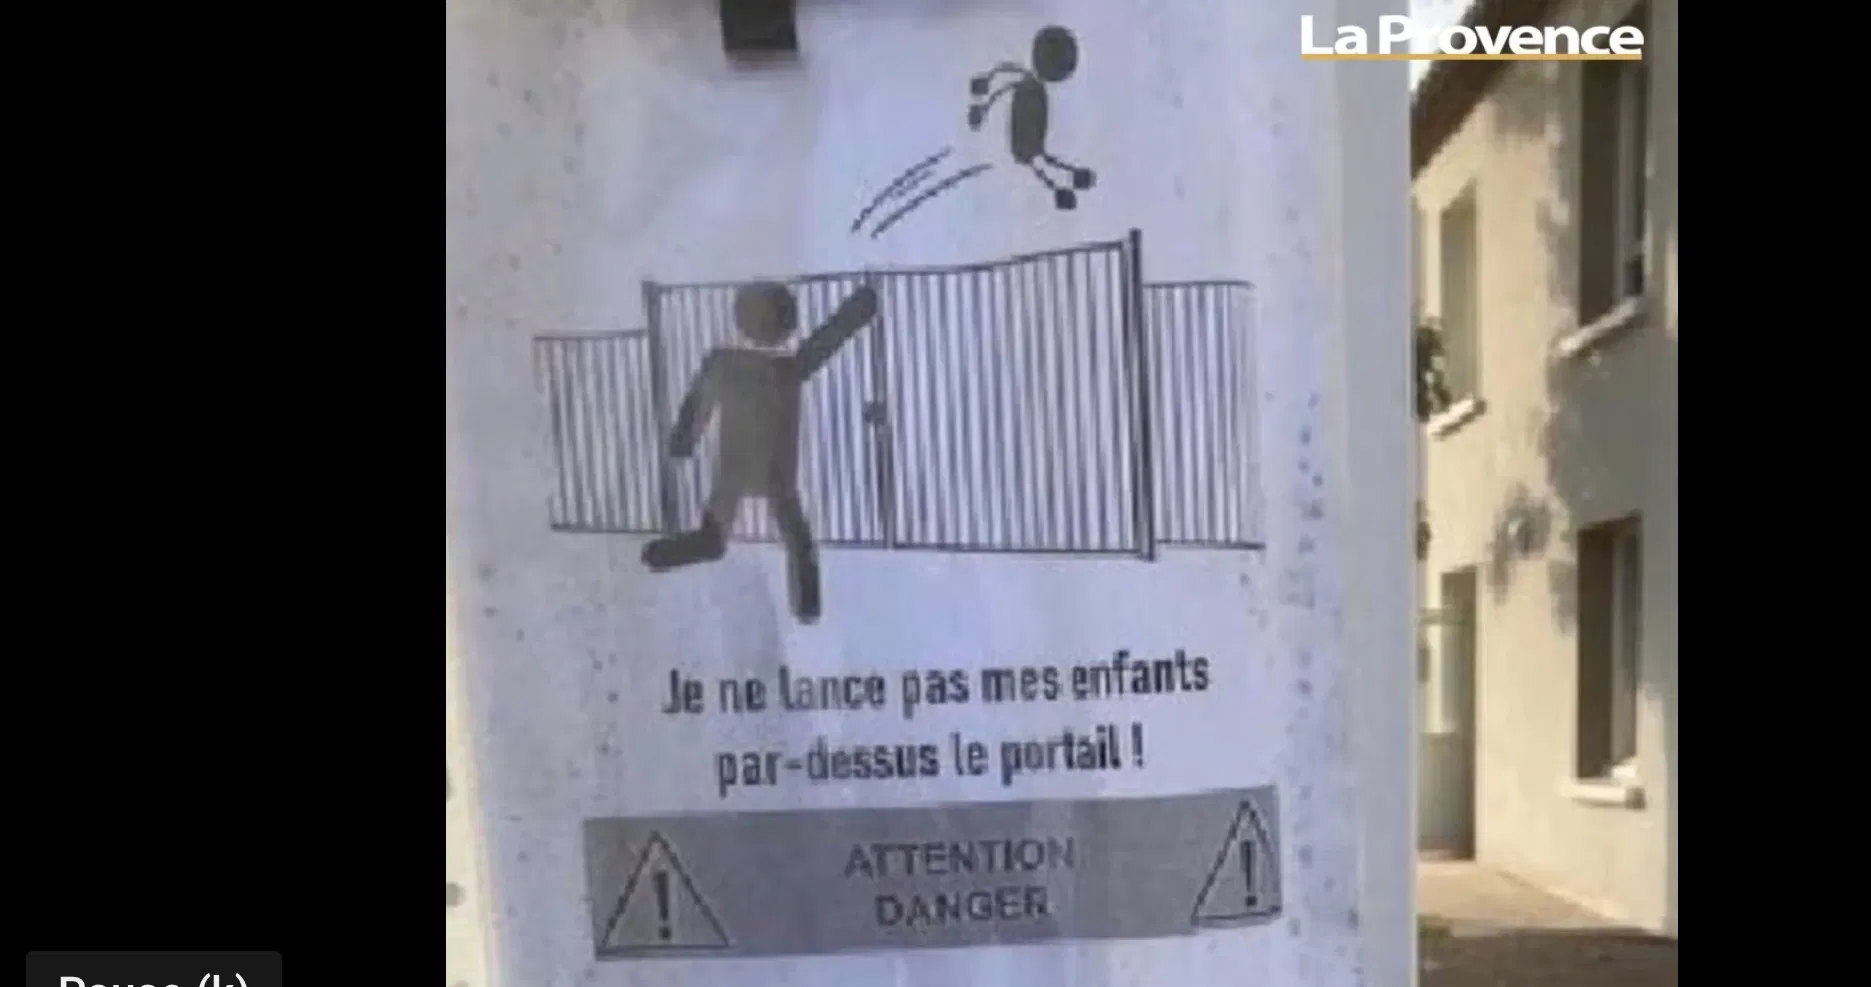 La Provence
Je ne lance pas mes enfants
par-dessus le portail !
ATTENTION
DANGER
Pause (k)